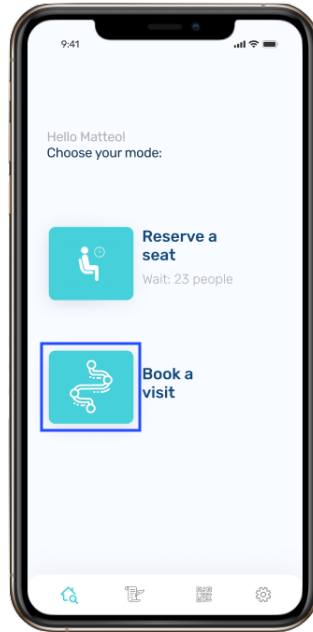 9:41
Hello Matteo!
Choose your mode:
Reserve a
seat
Wait: 23 people
Book a
visit